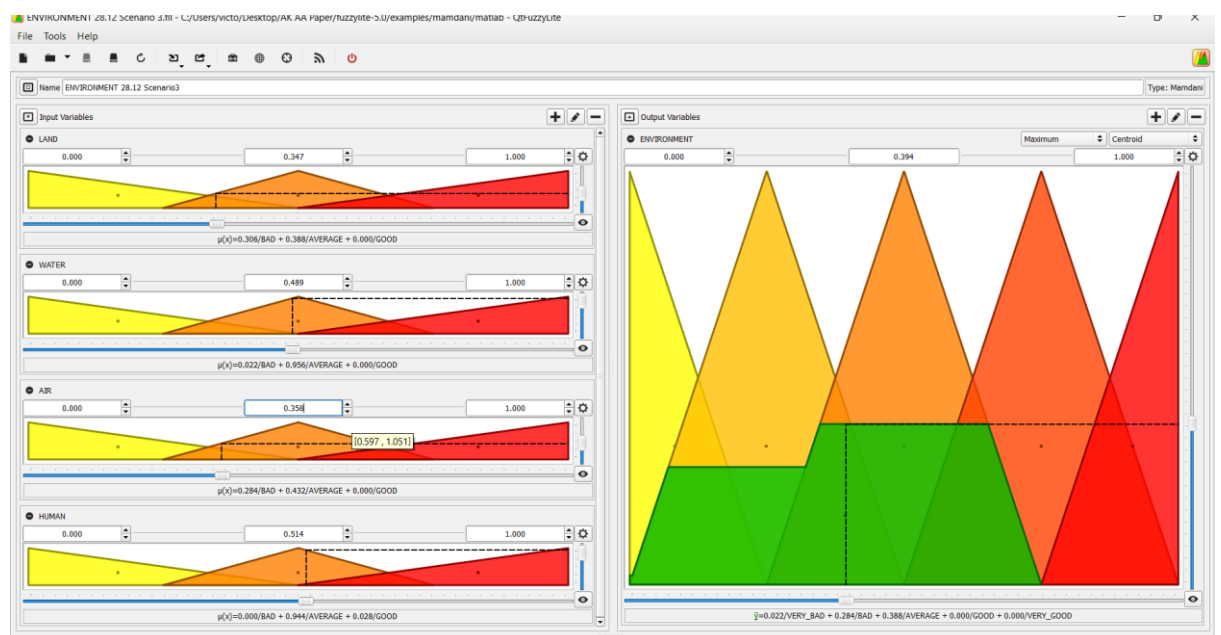 ENVIRONMENT 28.12 Scenario 3.fll - C:/Users/victo/Desktop/AK AA Paper/fuzzylite-5.0/examples/mamdani/matlab - QtFuzzyLite
File Tools Help
Name ENVIRONMENT 28.12 Scenario3 Type: Mamdani
Input Variables
LAND
0.000 0.347 1.000
μ(x)=0.306/BAD + 0.388/AVERAGE + 0.000/GOOD
WATER
0.000 0.489 1.000
μ(x)=0.022/BAD + 0.956/AVERAGE + 0.000/GOOD
AIR
0.000 0.358 1.000
[0.597 , 1.051]
μ(x)=0.284/BAD + 0.432/AVERAGE + 0.000/GOOD
HUMAN
0.000 0.514 1.000
μ(x)=0.000/BAD + 0.944/AVERAGE + 0.028/GOOD
Output Variables
ENVIRONMENT Maximum Centroid
0.000 0.394 1.000
ỹ=0.022/VERY_BAD + 0.284/BAD + 0.388/AVERAGE + 0.000/GOOD + 0.000/VERY_GOOD